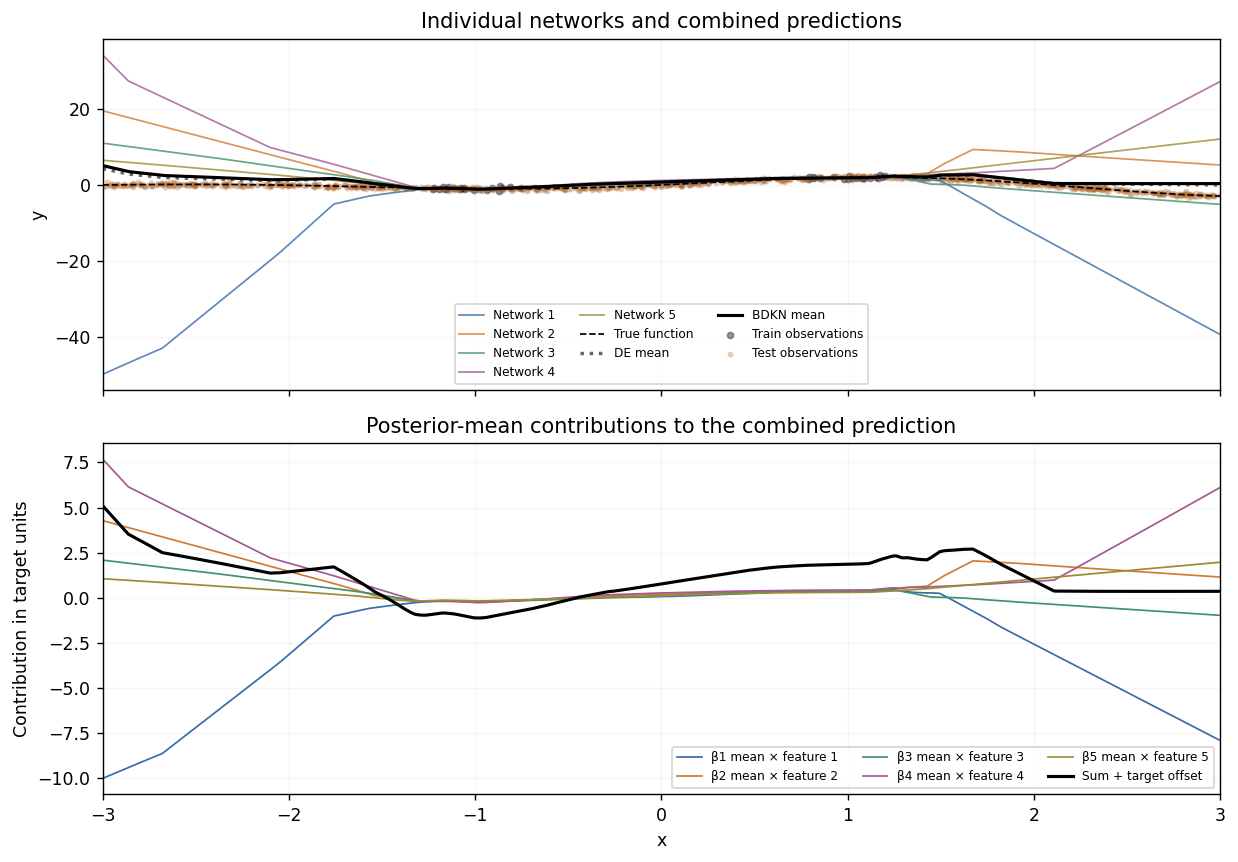 Individual networks and combined predictions
20
0
−20
−40
y
Network 1
Network 2
Network 3
Network 4
Network 5
True function
DE mean
BDKN mean
Train observations
Test observations
Posterior-mean contributions to the combined prediction
7.5
5.0
2.5
0.0
−2.5
−5.0
−7.5
−10.0
Contribution in target units
β1 mean × feature 1
β2 mean × feature 2
β3 mean × feature 3
β4 mean × feature 4
β5 mean × feature 5
Sum + target offset
−3 −2 −1 0 1 2 3
x